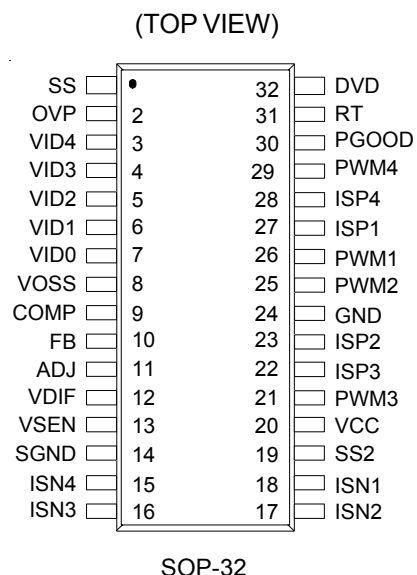 (TOP VIEW)
SS 32 DVD
OVP 2 31 RT
VID4 3 30 PGOOD
VID3 4 29 PWM4
VID2 5 28 ISP4
VID1 6 27 ISP1
VID0 7 26 PWM1
VOSS 8 25 PWM2
COMP 9 24 GND
FB 10 23 ISP2
ADJ 11 22 ISP3
VDIF 12 21 PWM3
VSEN 13 20 VCC
SGND 14 19 SS2
ISN4 15 18 ISN1
ISN3 16 17 ISN2
SOP-32